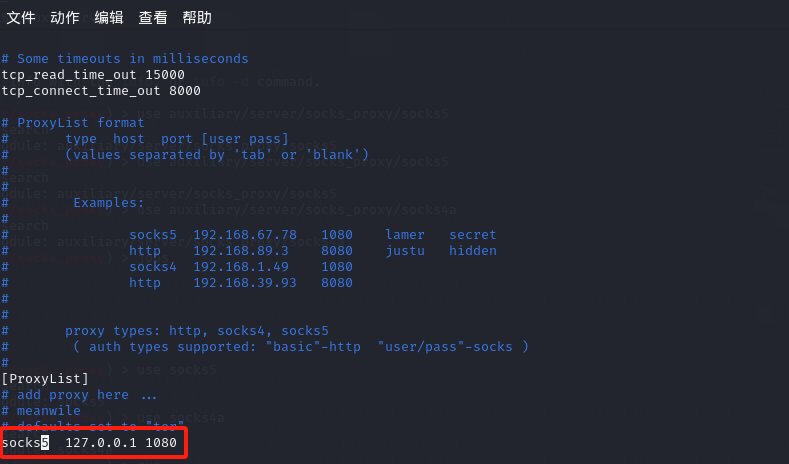 文件 动作 编辑 查看 帮助
# Some timeouts in milliseconds
tcp_read_time_out 15000
tcp_connect_time_out 8000
# ProxyList format
# type host port [user pass]
# (values separated by 'tab' or 'blank')
#
#
# Examples:
#
# socks5 192.168.67.78 1080 lamer secret
# http 192.168.89.3 8080 justu hidden
# socks4 192.168.1.49 1080
# http 192.168.39.93 8080
#
#
# proxy types: http, socks4, socks5
# ( auth types supported: "basic"-http "user/pass"-socks )
#
[ProxyList]
# add proxy here ...
# meanwile
# defaults set to "tor"
socks5 127.0.0.1 1080